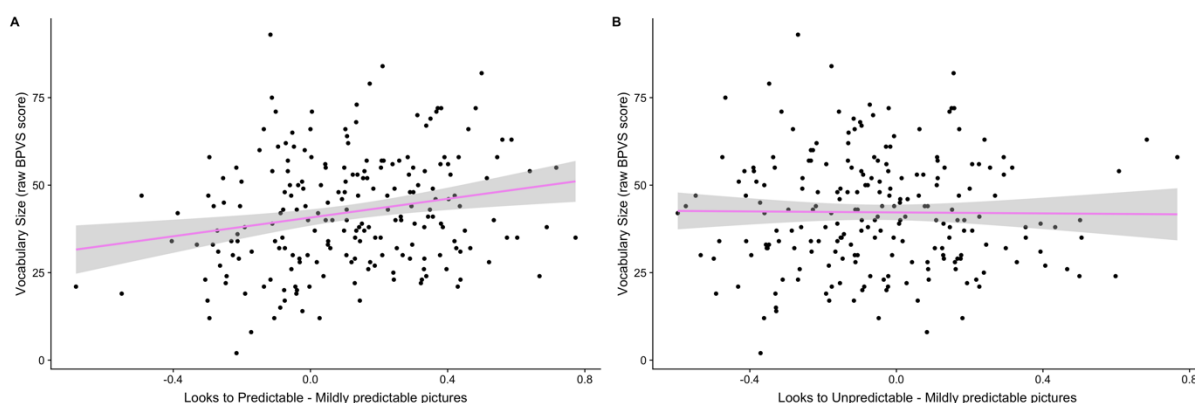 A
Vocabulary Size (raw BPVS score)
75
50
25
0
-0.4 0.0 0.4 0.8
Looks to Predictable - Mildly predictable pictures
B
Vocabulary Size (raw BPVS score)
75
50
25
0
-0.4 0.0 0.4 0.8
Looks to Unpredictable - Mildly predictable pictures